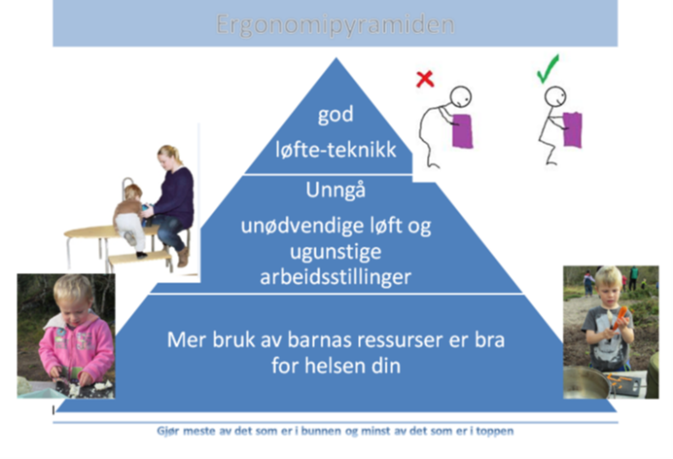 Ergonomipyramiden
god
løfte-teknikk
Unngå
unødvendige løft og
ugunstige
arbeidsstillinger
Mer bruk av barnas ressurser er bra
for helsen din
Gjør meste av det som er i bunnen og minst av det som er i toppen